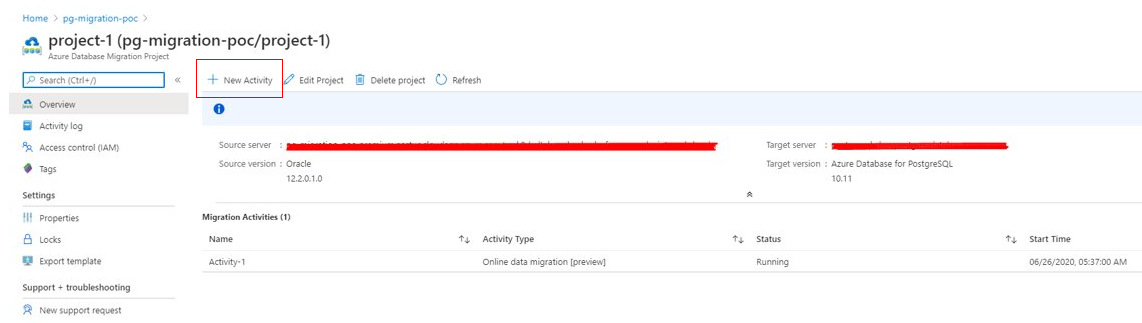 Home > pg-migration-poc >
project-1 (pg-migration-poc/project-1)
Azure Database Migration Project
Search (Ctrl+/) «
New Activity Edit Project Delete project Refresh
Overview
Activity log
Access control (IAM)
Tags
Settings
Properties
Locks
Export template
Support + troubleshooting
New support request
Source server :
Source version : Oracle
12.2.0.1.0
Target server :
Target version : Azure Database for PostgreSQL
10.11
Migration Activities (1)
Name Activity Type Status Start Time
Activity-1 Online data migration [preview] Running 06/26/2020, 05:37:00 AM